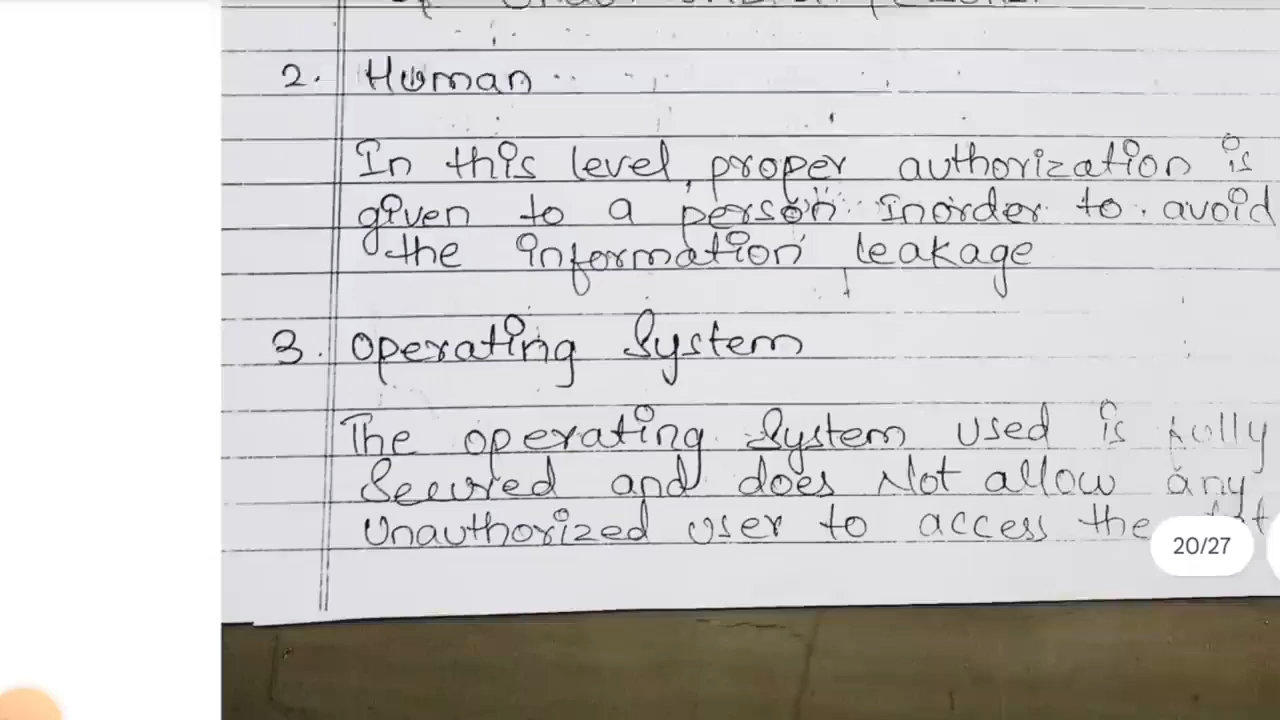 2. Human
In this level, proper authorization is
given to a person inorder to avoid
the information leakage
3. Operating System
The operating System used is fully
Secured and does Not allow any
Unauthorized user to access the
20/27